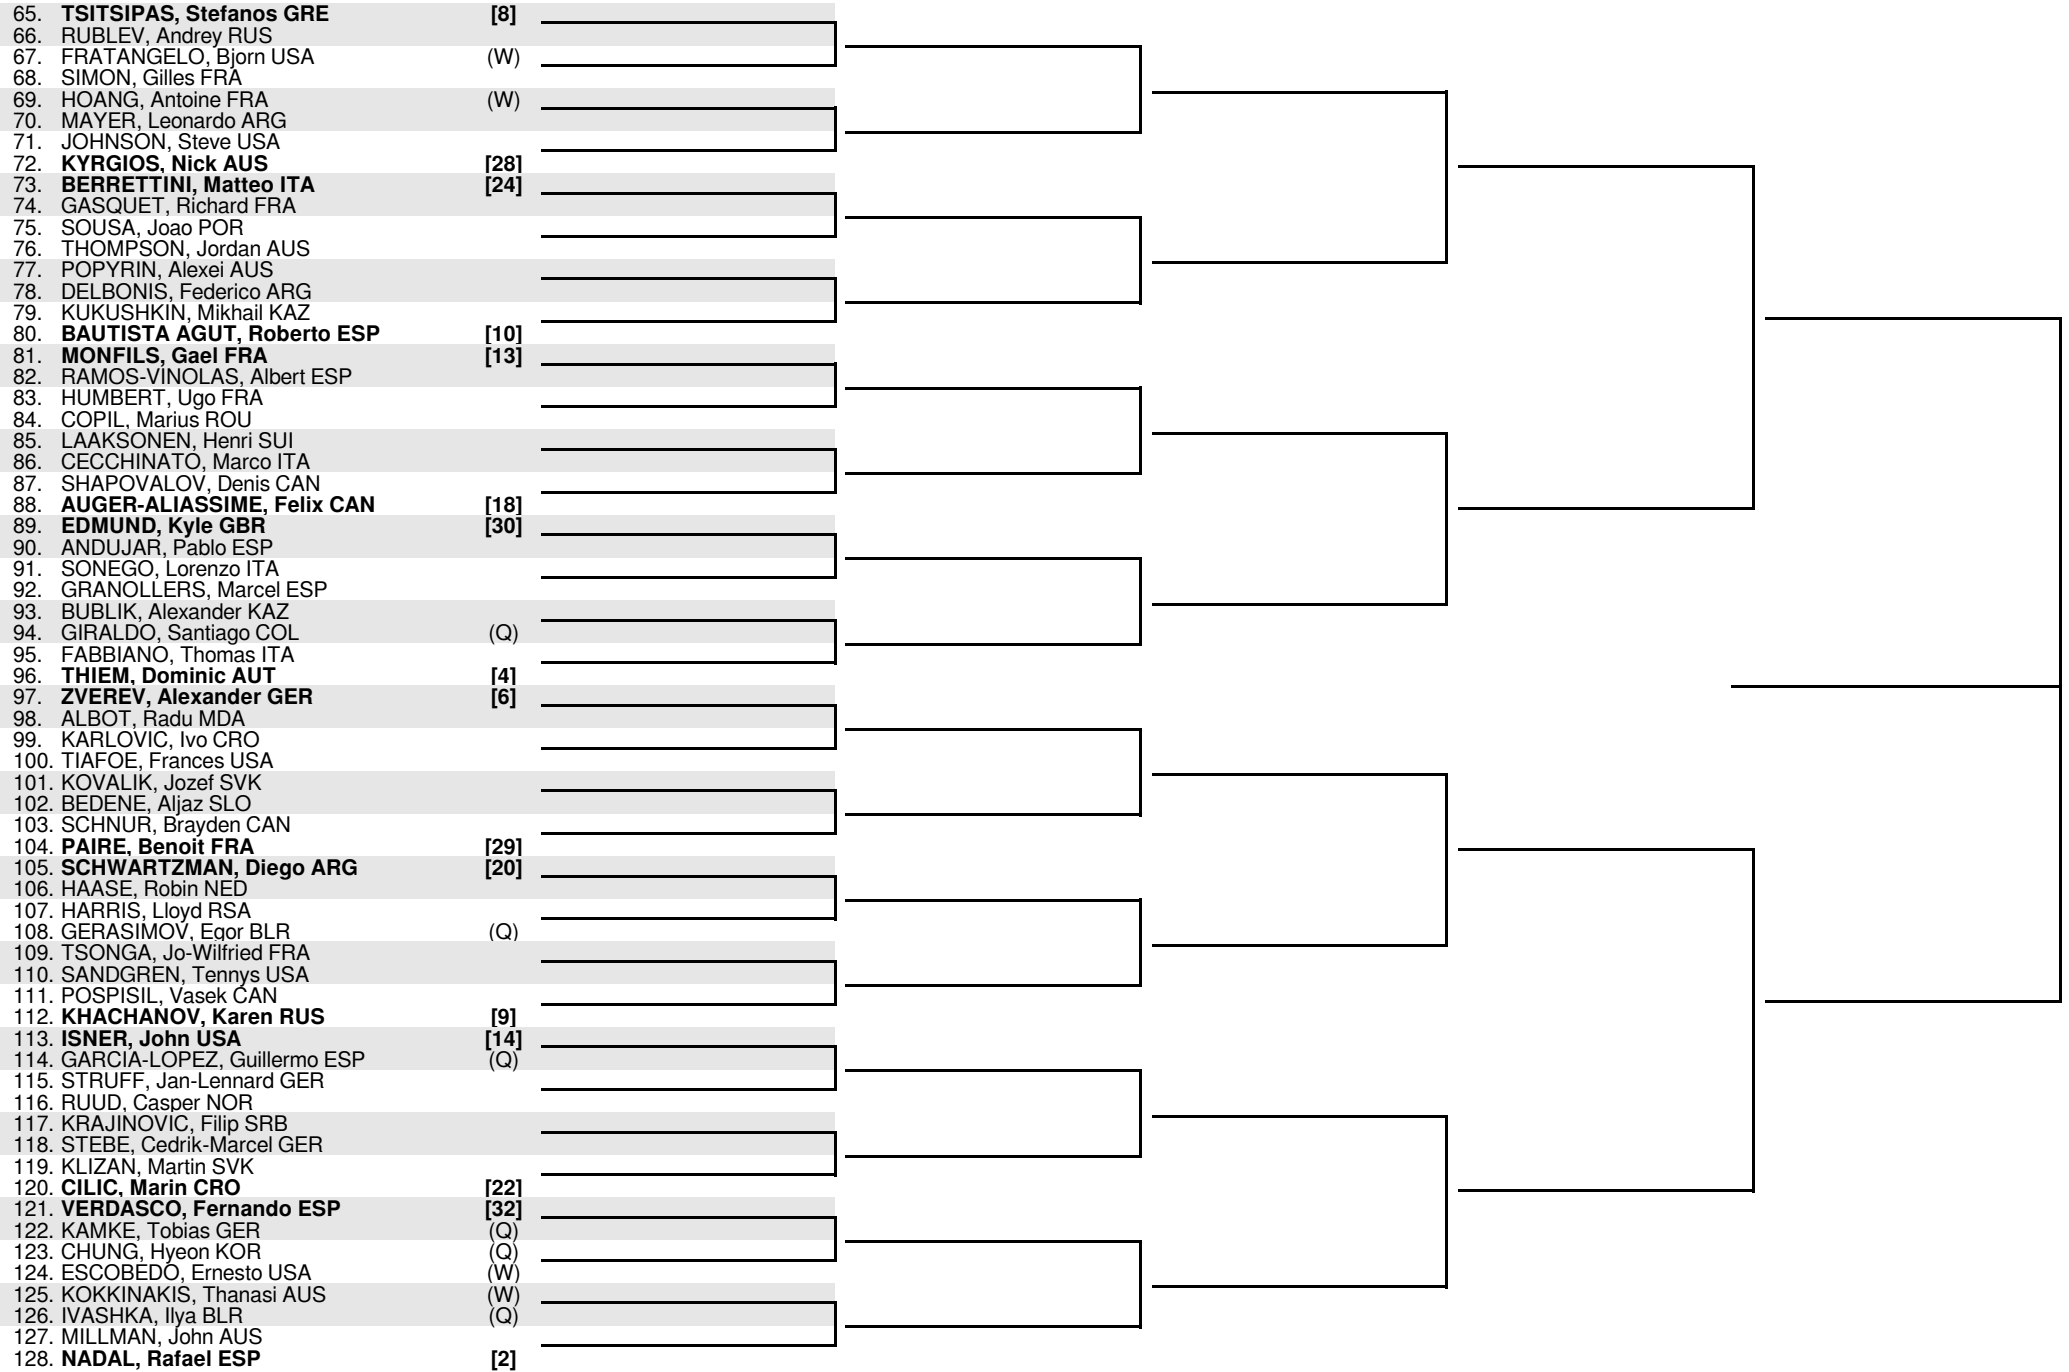 65. TSITSIPAS, Stefanos GRE [8]
66. RUBLEV, Andrey RUS
67. FRATANGELO, Bjorn USA (W)
68. SIMON, Gilles FRA
69. HOANG, Antoine FRA (W)
70. MAYER, Leonardo ARG
71. JOHNSON, Steve USA
72. KYRGIOS, Nick AUS [28]
73. BERRETTINI, Matteo ITA [24]
74. GASQUET, Richard FRA
75. SOUSA, Joao POR
76. THOMPSON, Jordan AUS
77. POPYRIN, Alexei AUS
78. DELBONIS, Federico ARG
79. KUKUSHKIN, Mikhail KAZ
80. BAUTISTA AGUT, Roberto ESP [10]
81. MONFILS, Gael FRA [13]
82. RAMOS-VINOLAS, Albert ESP
83. HUMBERT, Ugo FRA
84. COPIL, Marius ROU
85. LAAKSONEN, Henri SUI
86. CECCHINATO, Marco ITA
87. SHAPOVALOV, Denis CAN
88. AUGER-ALIASSIME, Felix CAN [18]
89. EDMUND, Kyle GBR [30]
90. ANDUJAR, Pablo ESP
91. SONEGO, Lorenzo ITA
92. GRANOLLERS, Marcel ESP
93. BUBLIK, Alexander KAZ
94. GIRALDO, Santiago COL (Q)
95. FABBIANO, Thomas ITA
96. THIEM, Dominic AUT [4]
97. ZVEREV, Alexander GER [6]
98. ALBOT, Radu MDA
99. KARLOVIC, Ivo CRO
100. TIAFOE, Frances USA
101. KOVALIK, Jozef SVK
102. BEDENE, Aljaz SLO
103. SCHNUR, Brayden CAN
104. PAIRE, Benoit FRA [29]
105. SCHWARTZMAN, Diego ARG [20]
106. HAASE, Robin NED
107. HARRIS, Lloyd RSA
108. GERASIMOV, Egor BLR (Q)
109. TSONGA, Jo-Wilfried FRA
110. SANDGREN, Tennys USA
111. POSPISIL, Vasek CAN
112. KHACHANOV, Karen RUS [9]
113. ISNER, John USA [14]
114. GARCIA-LOPEZ, Guillermo ESP (Q)
115. STRUFF, Jan-Lennard GER
116. RUUD, Casper NOR
117. KRAJINOVIC, Filip SRB
118. STEBE, Cedrik-Marcel GER
119. KLIZAN, Martin SVK
120. CILIC, Marin CRO [22]
121. VERDASCO, Fernando ESP [32]
122. KAMKE, Tobias GER (Q)
123. CHUNG, Hyeon KOR (Q)
124. ESCOBEDO, Ernesto USA (W)
125. KOKKINAKIS, Thanasi AUS (W)
126. IVASHKA, Ilya BLR (Q)
127. MILLMAN, John AUS
128. NADAL, Rafael ESP [2]